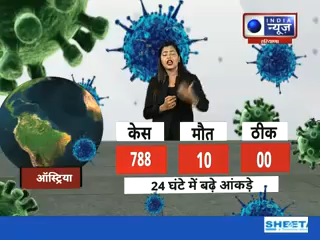 INDIA
न्यूज़
हरियाणा
केस मौत ठीक
788 10 00
ऑस्ट्रिया
24 घंटे में बढ़े आंकड़े
SHEET